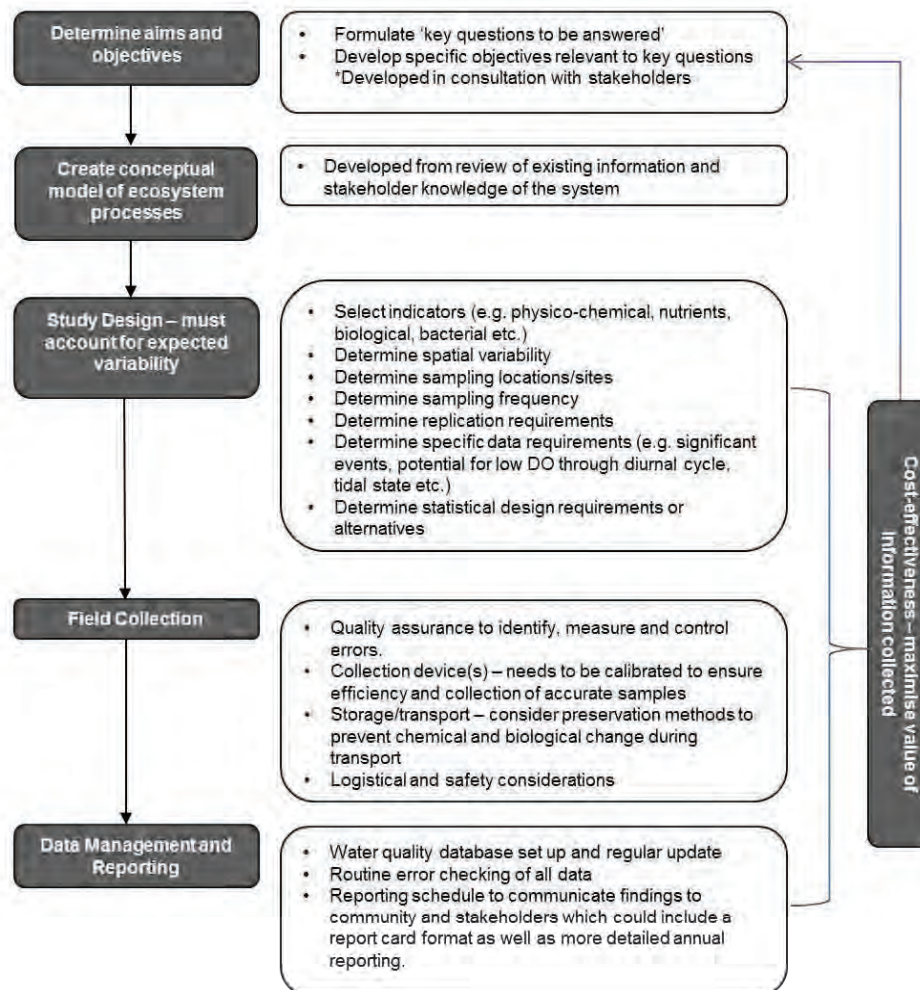 Determine aims and
objectives
• Formulate ‘key questions to be answered’
• Develop specific objectives relevant to key questions
*Developed in consultation with stakeholders
Create conceptual
model of ecosystem
processes
• Developed from review of existing information and
stakeholder knowledge of the system
Study Design – must
account for expected
variability
• Select indicators (e.g. physico-chemical, nutrients,
biological, bacterial etc.)
• Determine spatial variability
• Determine sampling locations/sites
• Determine sampling frequency
• Determine replication requirements
• Determine specific data requirements (e.g. significant
events, potential for low DO through diurnal cycle,
tidal state etc.)
• Determine statistical design requirements or
alternatives
Field Collection
• Quality assurance to identify, measure and control
errors.
• Collection device(s) – needs to be calibrated to ensure
efficiency and collection of accurate samples
• Storage/transport – consider preservation methods to
prevent chemical and biological change during
transport
• Logistical and safety considerations
Data Management and
Reporting
• Water quality database set up and regular update
• Routine error checking of all data
• Reporting schedule to communicate findings to
community and stakeholders which could include a
report card format as well as more detailed annual
reporting.
Cost-effectiveness – maximise value of
information collected